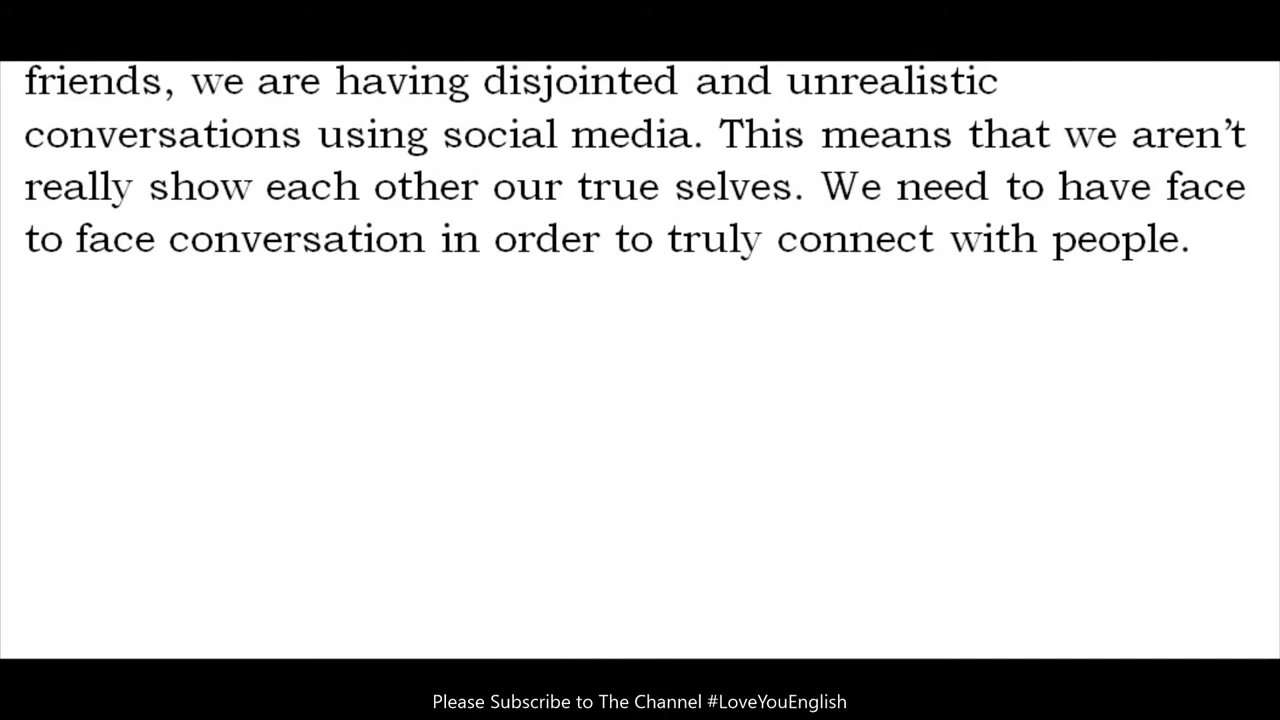 friends, we are having disjointed and unrealistic
conversations using social media. This means that we aren’t
really show each other our true selves. We need to have face
to face conversation in order to truly connect with people.
Please Subscribe to The Channel #LoveYouEnglish